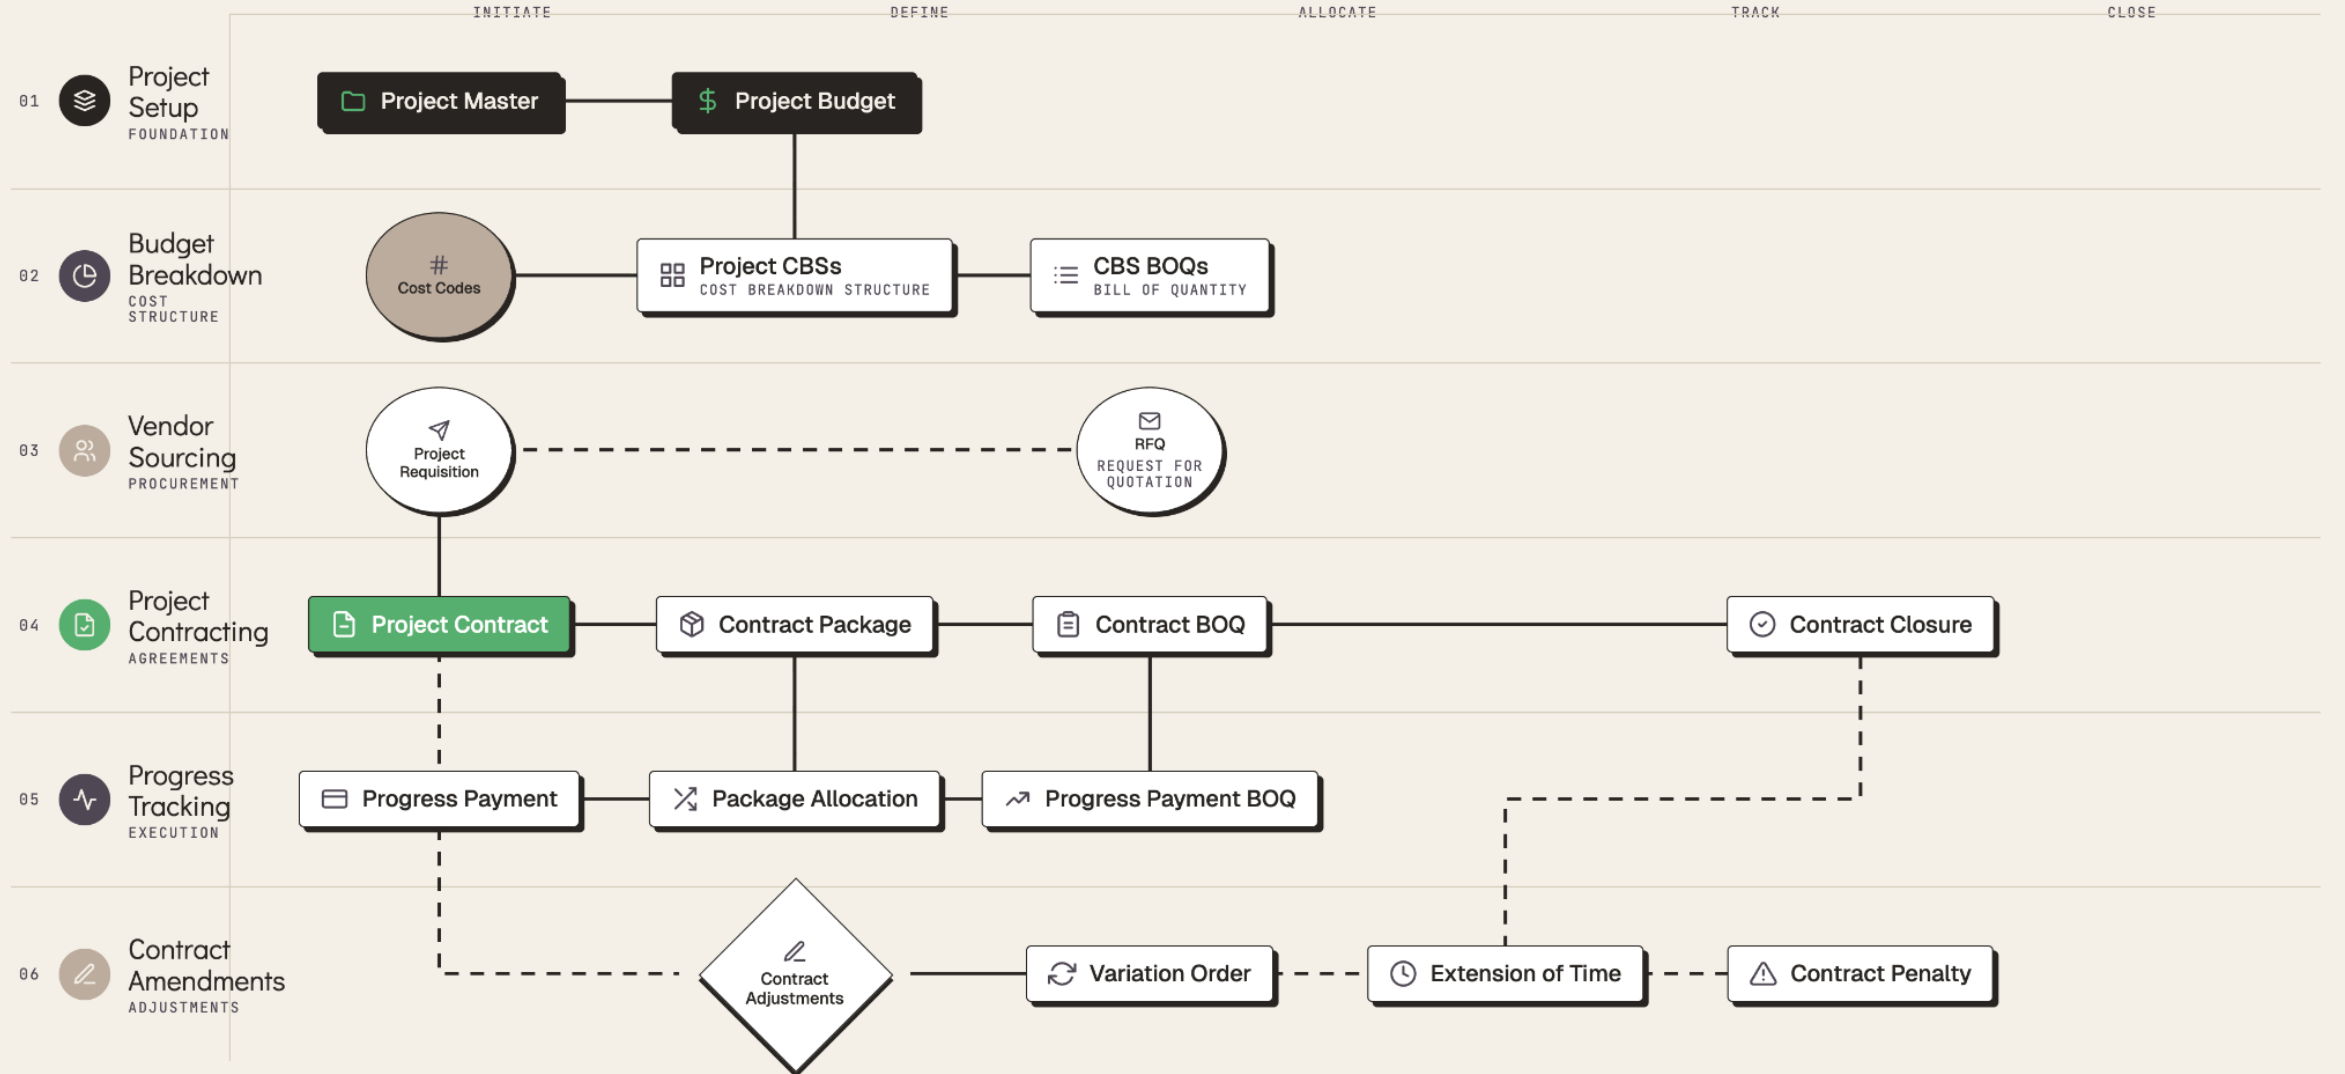 INITIATE
DEFINE
ALLOCATE
TRACK
CLOSE
01
Project
Setup
FOUNDATION
Project Master
Project Budget
02
Budget
Breakdown
COST
STRUCTURE
#
Cost Codes
Project CBSs
COST BREAKDOWN STRUCTURE
CBS BOQs
BILL OF QUANTITY
03
Vendor
Sourcing
PROCUREMENT
Project
Requisition
RFQ
REQUEST FOR
QUOTATION
04
Project
Contracting
AGREEMENTS
Project Contract
Contract Package
Contract BOQ
Contract Closure
05
Progress
Tracking
EXECUTION
Progress Payment
Package Allocation
Progress Payment BOQ
06
Contract
Amendments
ADJUSTMENTS
Contract
Adjustments
Variation Order
Extension of Time
Contract Penalty